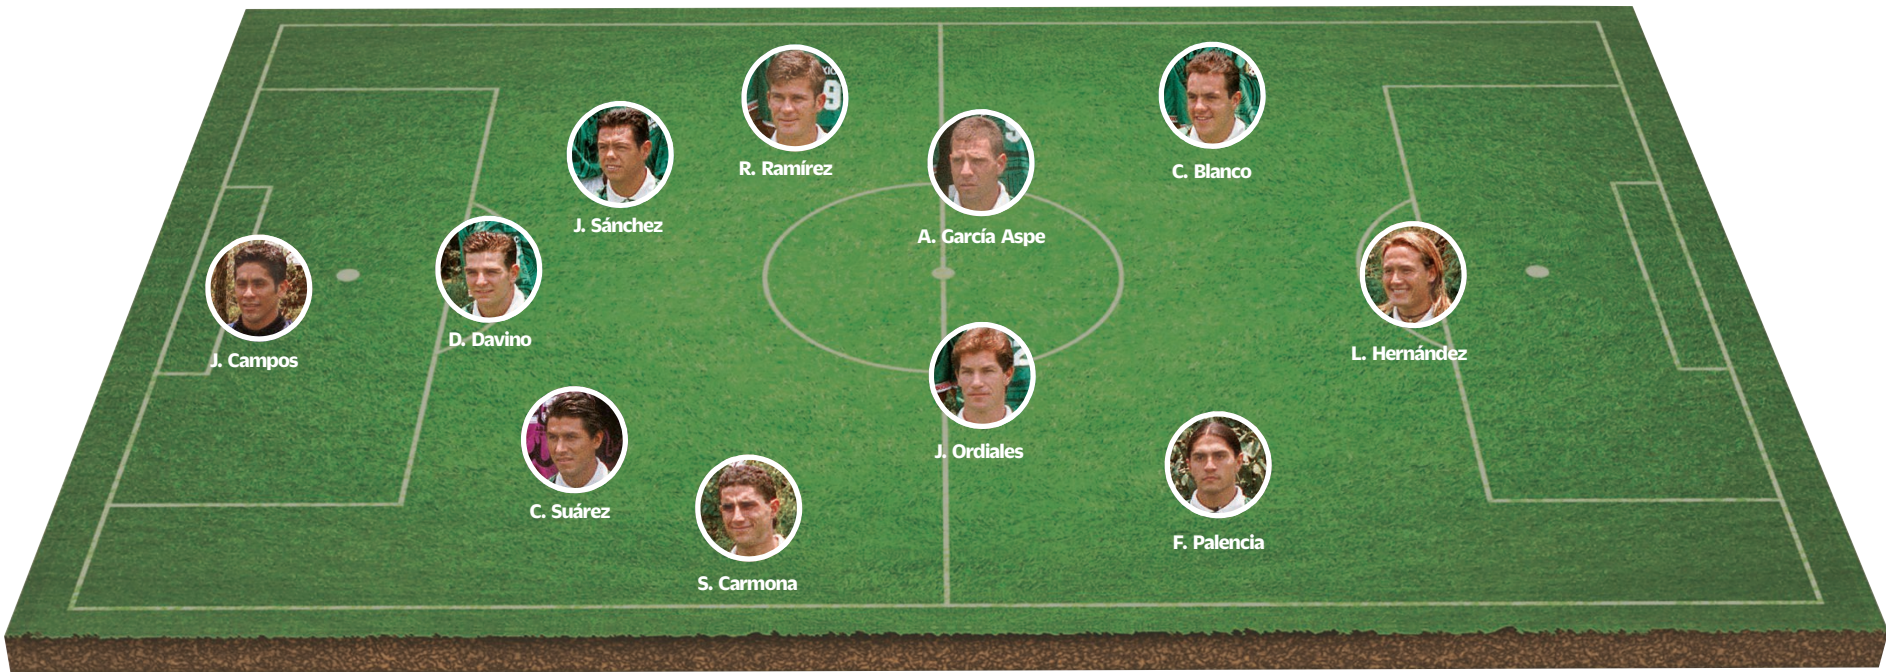 R. Ramírez
C. Blanco
J. Sánchez
A. García Aspe
D. Davino
L. Hernández
J. Campos
J. Ordiales
C. Suárez
F. Palencia
S. Carmona